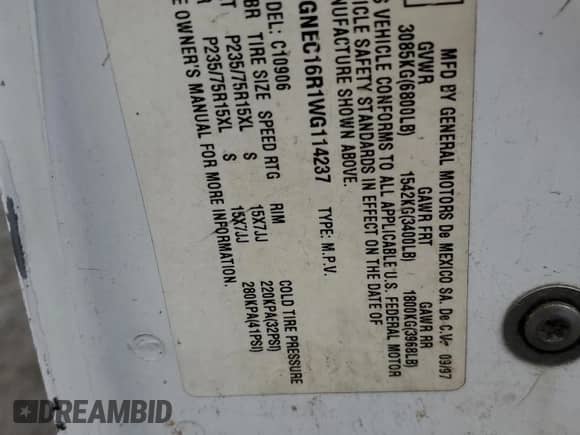 MFD BY GENERAL MOTORS De MEXICO SA. De C.V. 09/97
GVWR GAWR FRT GAWR RR
3085KG(6800LB) 1542KG(3400LB) 1800KG(3968LB)
S VEHICLE CONFORMS TO ALL APPLICABLE U.S. FEDERAL MOTOR
ICLE SAFETY STANDARDS IN EFFECT ON THE DATE OF
NUFACTURE SHOWN ABOVE.
GNEC16R1WG114237 TYPE: M.P.V.
DEL: C10906
BR TIRE SIZE SPEED RTG RIM COLD TIRE PRESSURE
T P235/75R15XL S 15X7JJ 220KPA(32PSI)
P235/75R15XL S 15X7JJ 280KPA(41PSI)
E OWNER'S MANUAL FOR MORE INFORMATION.
DREAMBID